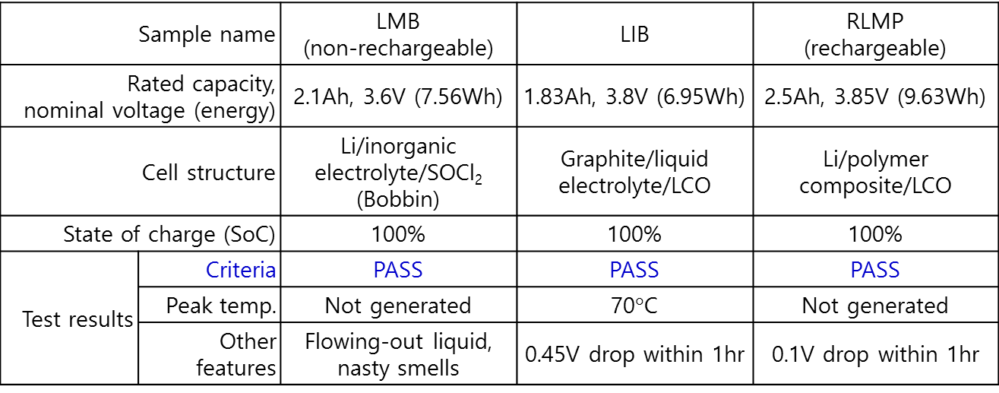 Sample name
LMB
(non-rechargeable)
LIB
RLMP
(rechargeable)
Rated capacity,
nominal voltage (energy)
2.1Ah, 3.6V (7.56Wh)
1.83Ah, 3.8V (6.95Wh)
2.5Ah, 3.85V (9.63Wh)
Cell structure
Li/inorganic
electrolyte/SOCl₂
(Bobbin)
Graphite/liquid
electrolyte/LCO
Li/polymer
composite/LCO
State of charge (SoC)
100%
100%
100%
Test results
Criteria
PASS
PASS
PASS
Peak temp.
Not generated
70°C
Not generated
Other
features
Flowing-out liquid,
nasty smells
0.45V drop within 1hr
0.1V drop within 1hr